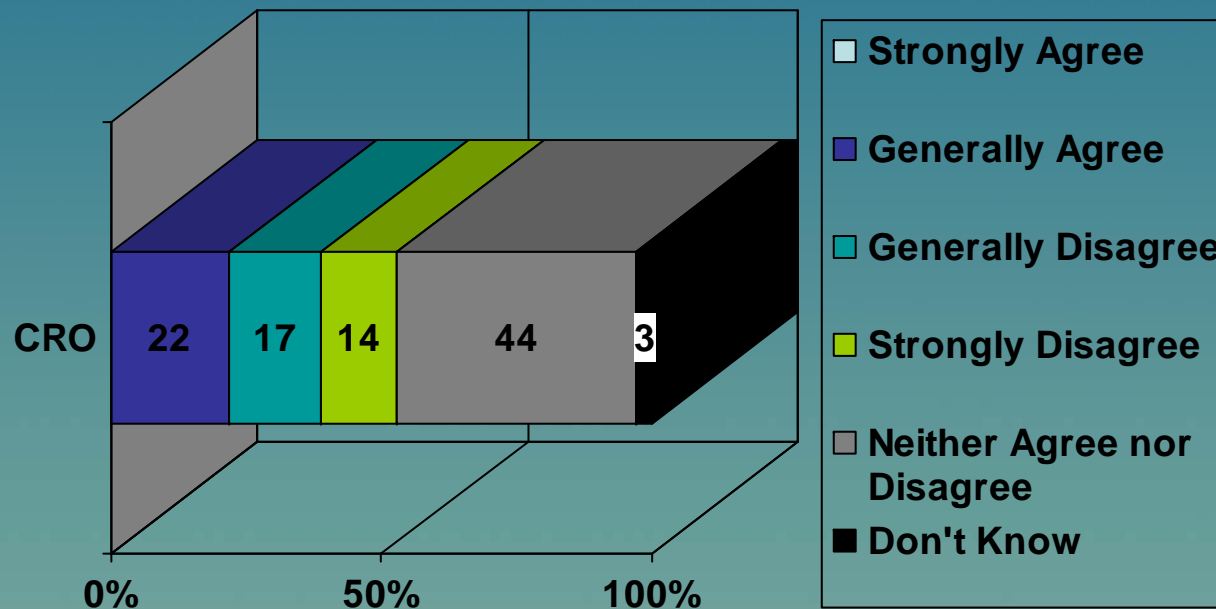 CRO
22
17
14
44
3
0%
50%
100%
Strongly Agree
Generally Agree
Generally Disagree
Strongly Disagree
Neither Agree nor
Disagree
Don't Know